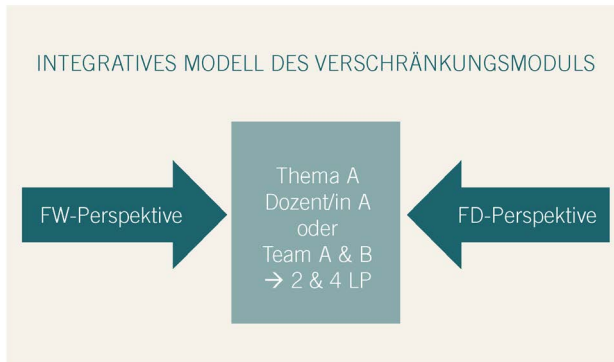 INTEGRATIVES MODELL DES VERSCHRÄNKUNGSMODULS
FW-Perspektive
Thema A
Dozent/in A
oder
Team A & B
→ 2 & 4 LP
FD-Perspektive